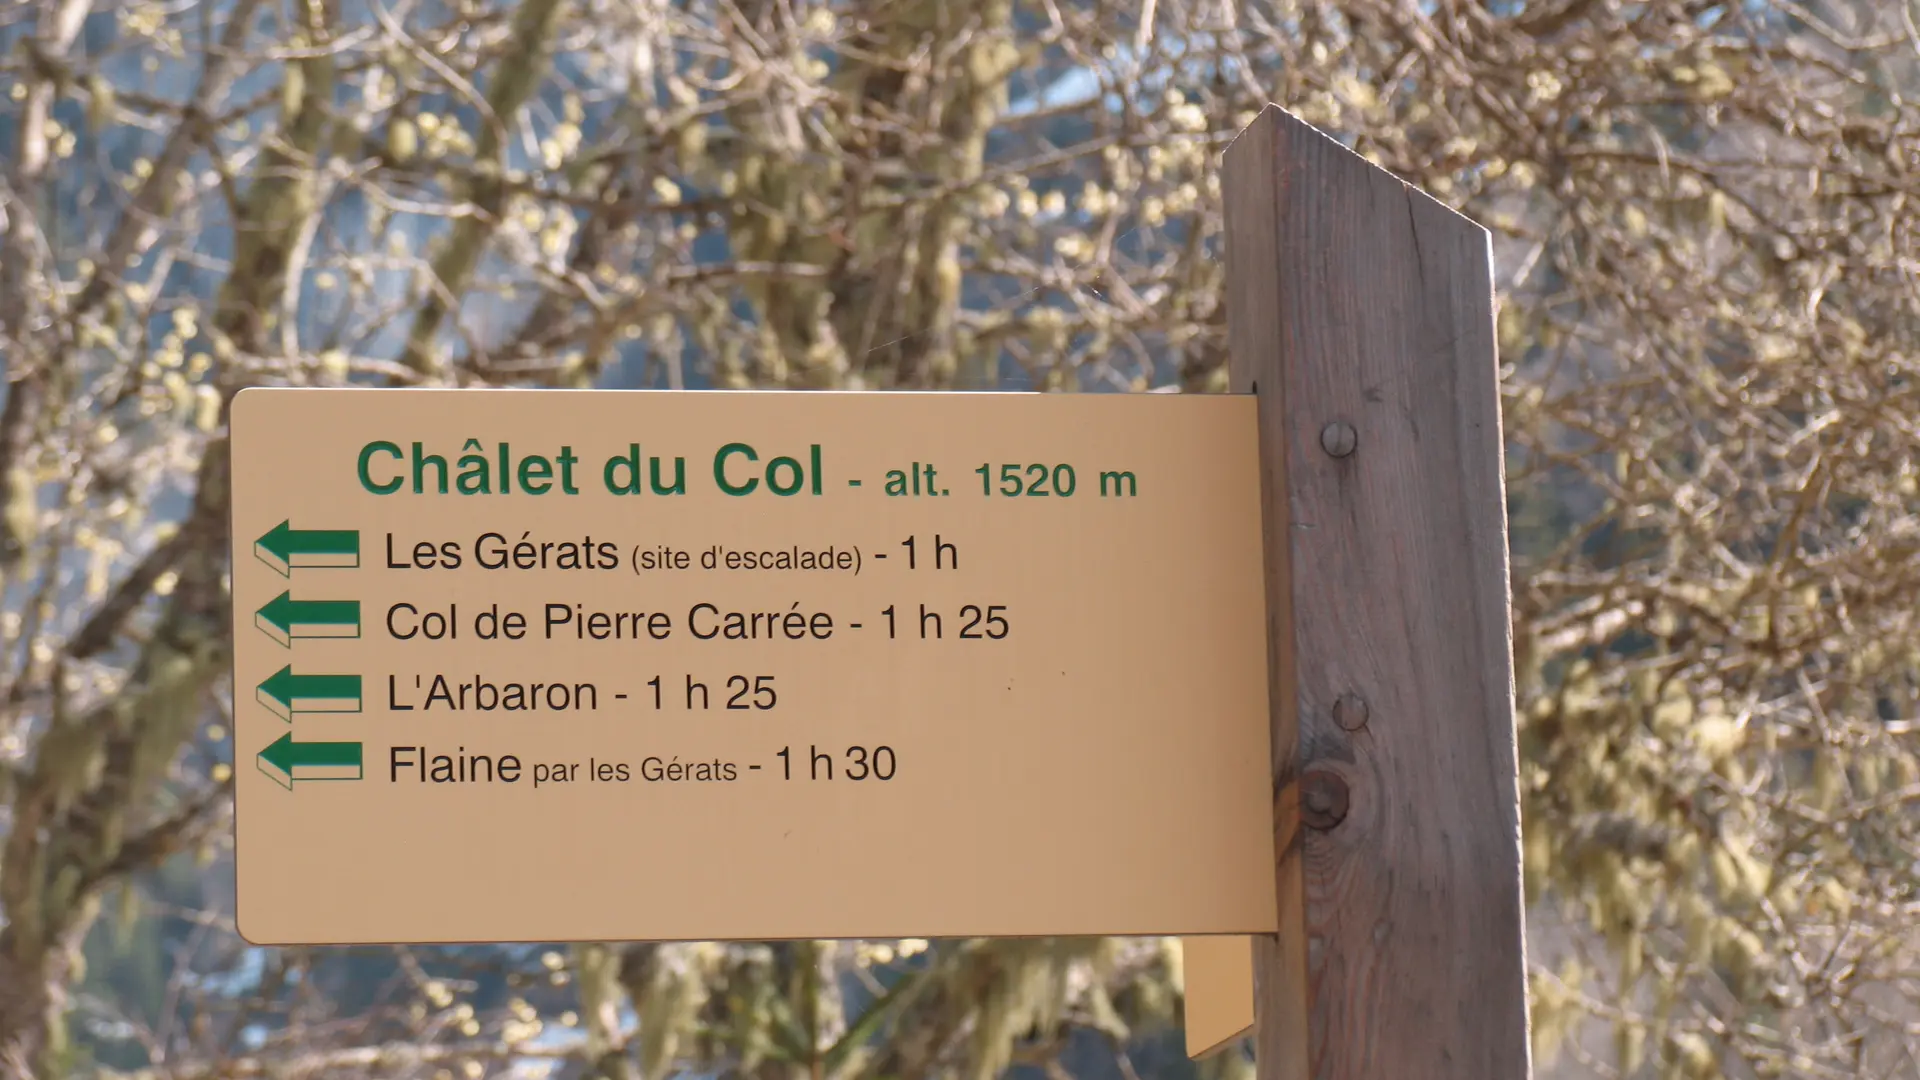 Châlet du Col - alt. 1520 m
Les Gérats (site d'escalade) - 1 h
Col de Pierre Carrée - 1 h 25
L'Arbaron - 1 h 25
Flaine par les Gérats - 1 h 30